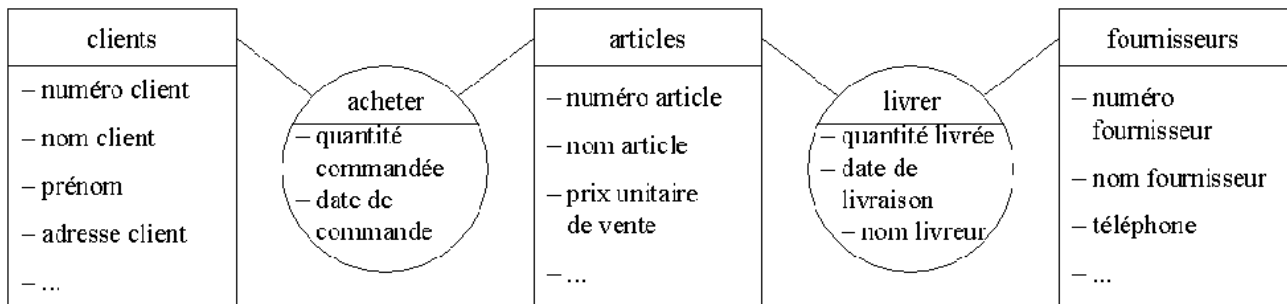 clients
– numéro client
– nom client
– prénom
– adresse client
– ...
acheter
– quantité
commandée
– date de
commande
articles
– numéro article
– nom article
– prix unitaire
de vente
– ...
livrer
– quantité livrée
– date de
livraison
– nom livreur
fournisseurs
– numéro
fournisseur
– nom fournisseur
– téléphone
– ...